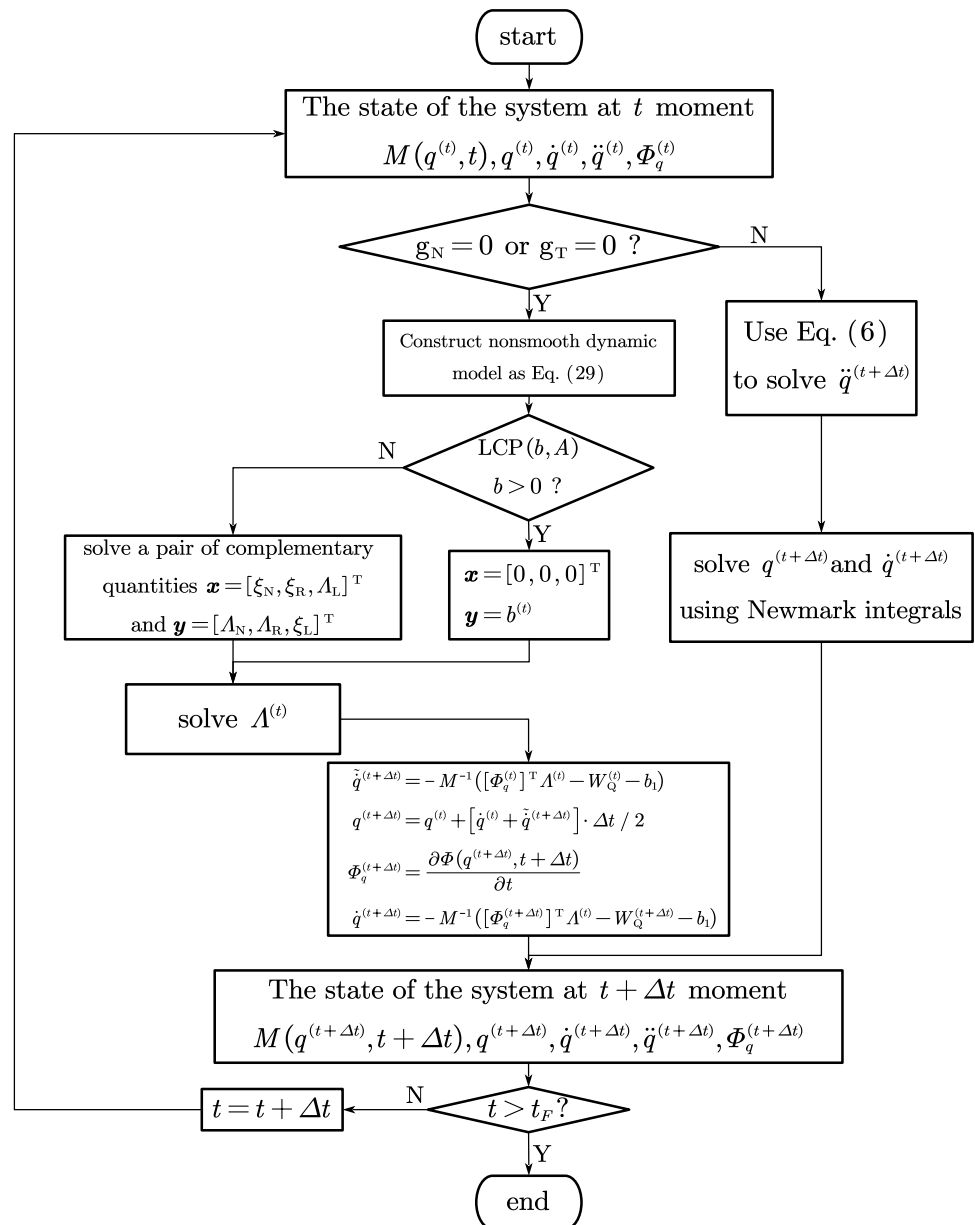 start
The state of the system at t moment
M(q^{(t)}, t), q^{(t)}, q̇^{(t)}, q̈^{(t)}, Φ_q^{(t)}
g_N = 0 or g_T = 0 ?
N
Y
Use Eq. (6)
to solve q̈^{(t+Δt)}
Construct nonsmooth dynamic
model as Eq. (29)
N
LCP(b, A)
b > 0 ?
Y
solve a pair of complementary
quantities x = [ξ_N, ξ_R, Λ_L]^T
and y = [Λ_N, Λ_R, ξ_L]^T
x = [0, 0, 0]^T
y = b^{(t)}
solve q^{(t+Δt)} and q̇^{(t+Δt)}
using Newmark integrals
solve Λ^{(t)}
q̇̃^{(t+Δt)} = −M^{−1}([Φ_q^{(t)}]^T Λ^{(t)} − W_Q^{(t)} − b_1)
q^{(t+Δt)} = q^{(t)} + [q̇^{(t)} + q̇̃^{(t+Δt)}] · Δt / 2
Φ_q^{(t+Δt)} = ∂Φ(q^{(t+Δt)}, t + Δt) / ∂t
q̇^{(t+Δt)} = −M^{−1}([Φ_q^{(t+Δt)}]^T Λ^{(t)} − W_Q^{(t+Δt)} − b_1)
The state of the system at t + Δt moment
M(q^{(t+Δt)}, t + Δt), q^{(t+Δt)}, q̇^{(t+Δt)}, q̈^{(t+Δt)}, Φ_q^{(t+Δt)}
t = t + Δt
N
t > t_F ?
Y
end